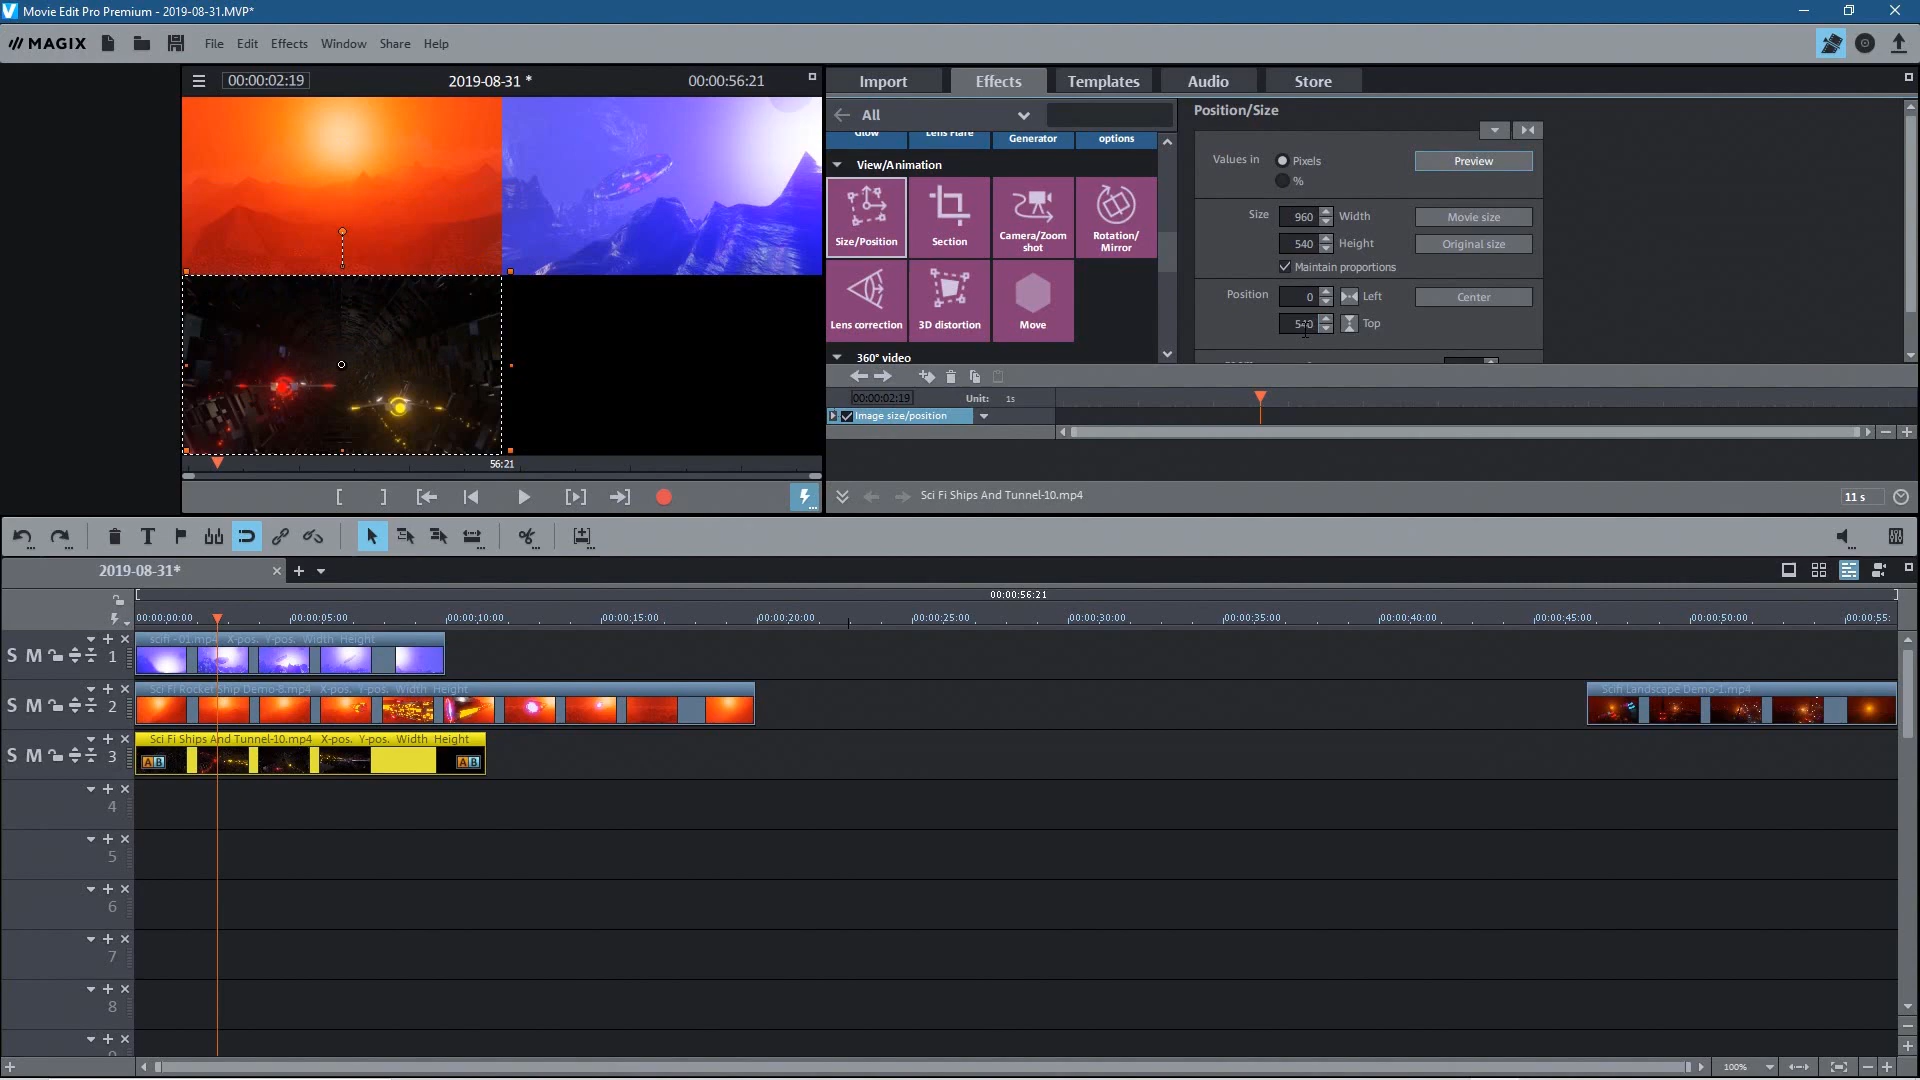 Movie Edit Pro Premium - 2019-08-31.MVP*
MAGIX File Edit Effects Window Share Help
00:00:02:19 2019-08-31 * 00:00:56:21
Import Effects Templates Audio Store
All
Position/Size
Glow Lens Flare Generator options
View/Animation
Values in Pixels Preview
%
Size/Position Section Camera/Zoom shot Rotation/ Mirror
Size 960 Width Movie size
540 Height Original size
Maintain proportions
Position 0 Left Center
540 Top
Lens correction 3D distortion Move
360° video
00:00:02:19 Unit: 1s
Image size/position
56:21
Sci Fi Ships And Tunnel-10.mp4 11 s
2019-08-31*
00:00:56:21
00:00:00:00 00:00:05:00 00:00:10:00 00:00:15:00 00:00:20:00 00:00:25:00 00:00:30:00 00:00:35:00 00:00:40:00 00:00:45:00 00:00:50:00 00:00:55:
scifi - 01.mp4 X-pos. Y-pos. Width Height
S M 1
Sci Fi Rocket Ship Demo-8.mp4 X-pos. Y-pos. Width Height Scifi Landscape Demo-1.mp4
S M 2
Sci Fi Ships And Tunnel-10.mp4 X-pos. Y-pos. Width Height
S M 3 AB AB
4
5
6
7
8
100%